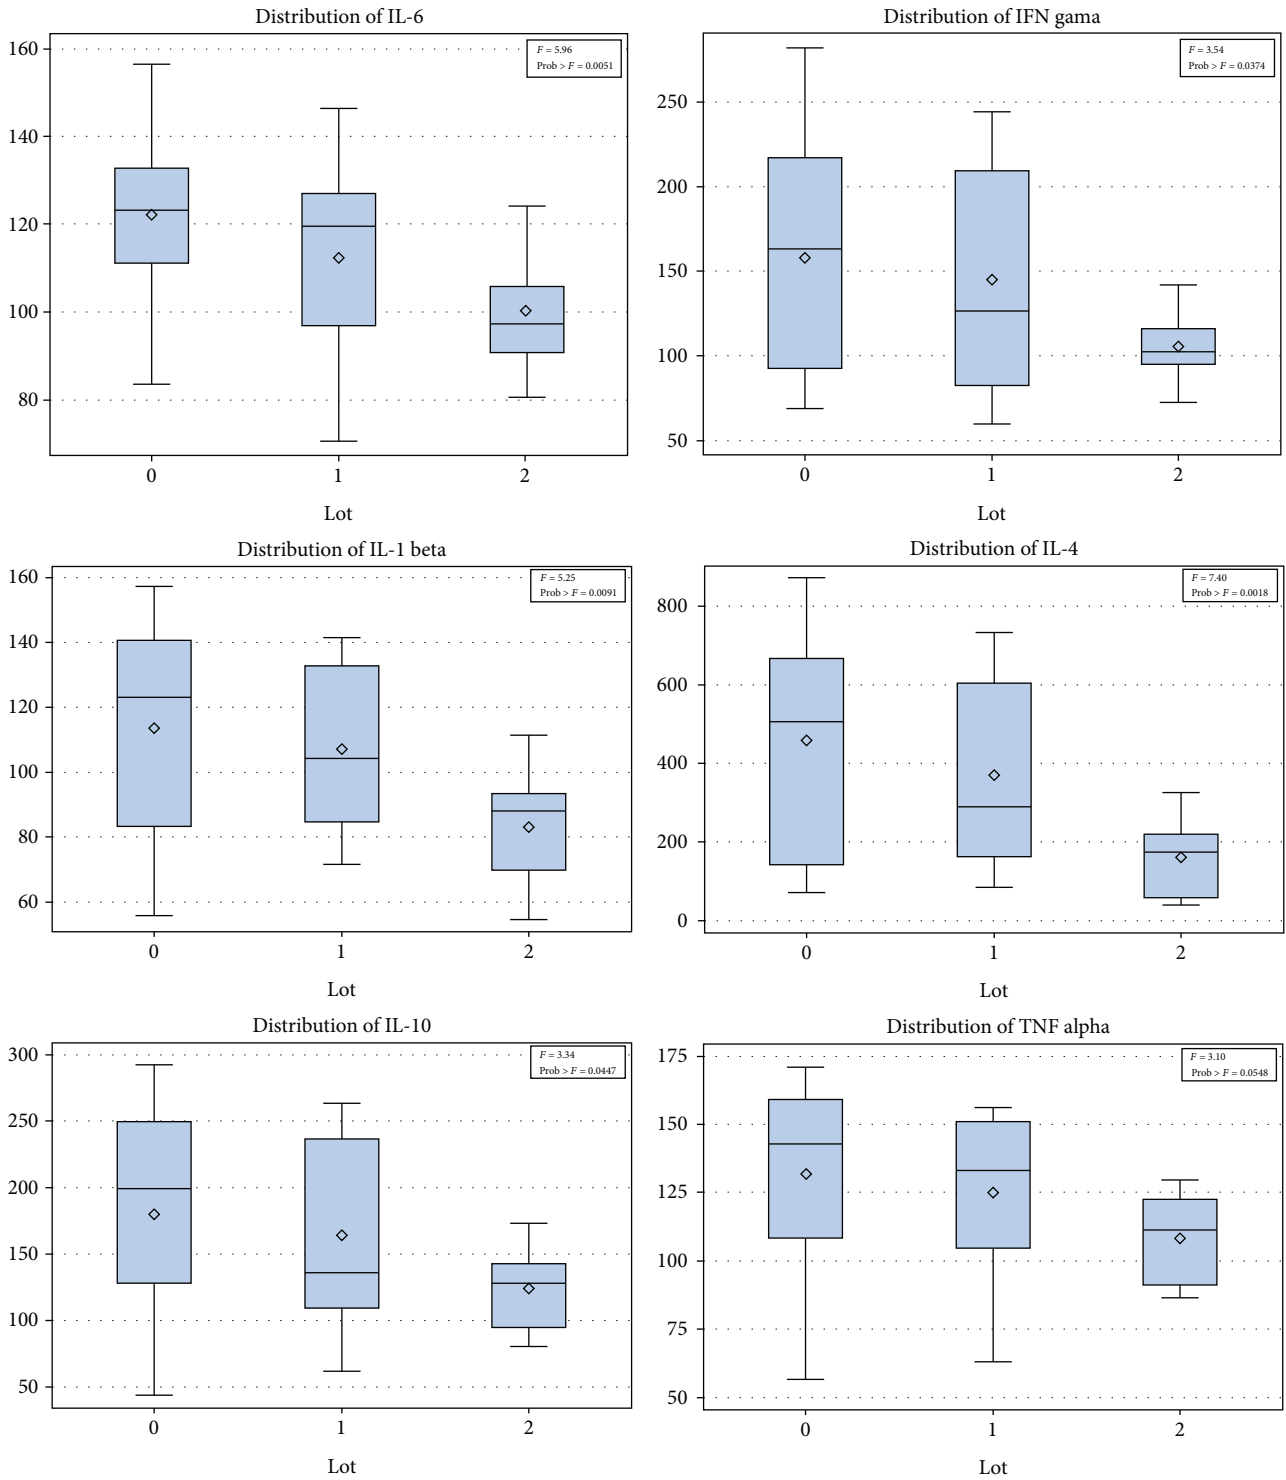 Distribution of IL-6
F = 5.96
Prob > F = 0.0051
160
140
120
100
80
0 1 2
Lot
Distribution of IFN gama
F = 3.54
Prob > F = 0.0374
250
200
150
100
50
0 1 2
Lot
Distribution of IL-1 beta
F = 5.25
Prob > F = 0.0091
160
140
120
100
80
60
0 1 2
Lot
Distribution of IL-4
F = 7.40
Prob > F = 0.0018
800
600
400
200
0
0 1 2
Lot
Distribution of IL-10
F = 3.34
Prob > F = 0.0447
300
250
200
150
100
50
0 1 2
Lot
Distribution of TNF alpha
F = 3.10
Prob > F = 0.0548
175
150
125
100
75
50
0 1 2
Lot